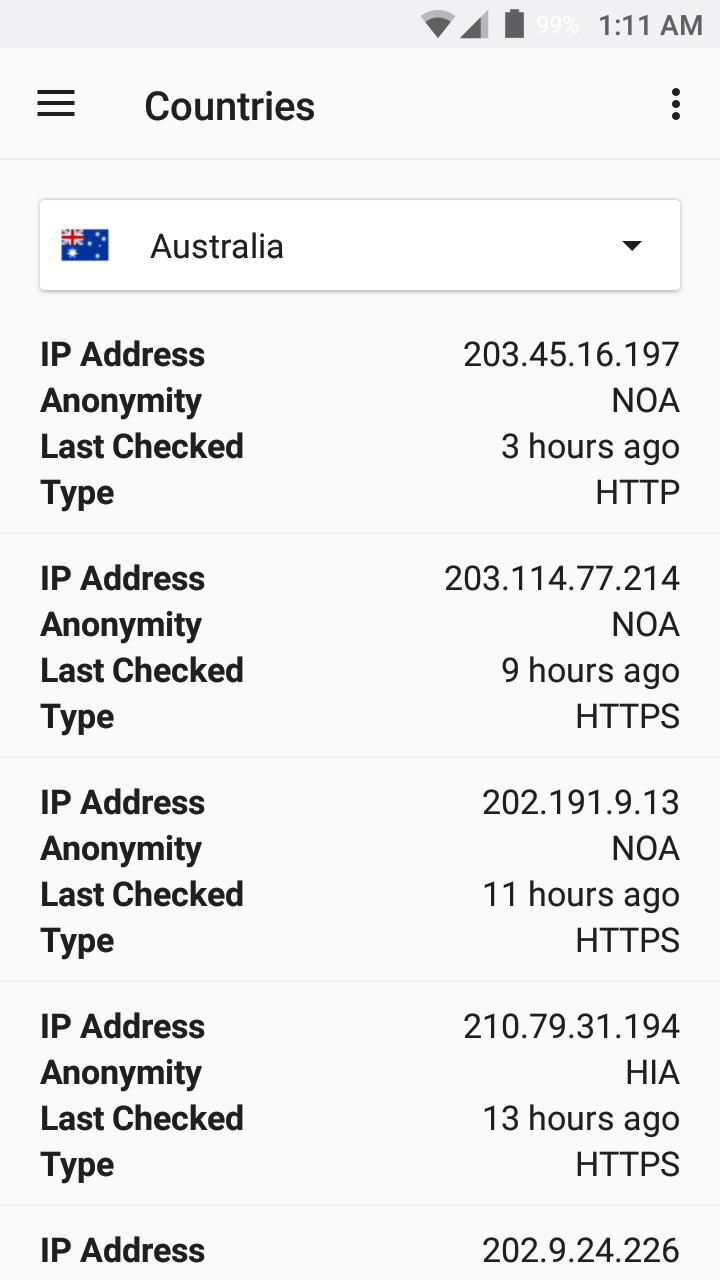 99% 1:11 AM
Countries
Australia
IP Address 203.45.16.197
Anonymity NOA
Last Checked 3 hours ago
Type HTTP
IP Address 203.114.77.214
Anonymity NOA
Last Checked 9 hours ago
Type HTTPS
IP Address 202.191.9.13
Anonymity NOA
Last Checked 11 hours ago
Type HTTPS
IP Address 210.79.31.194
Anonymity HIA
Last Checked 13 hours ago
Type HTTPS
IP Address 202.9.24.226